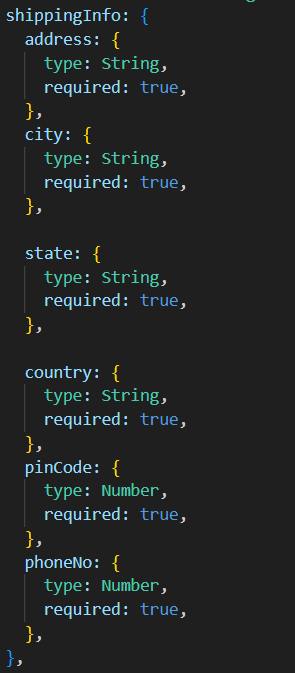 shippingInfo: {
  address: {
    type: String,
    required: true,
  },
  city: {
    type: String,
    required: true,
  },

  state: {
    type: String,
    required: true,
  },

  country: {
    type: String,
    required: true,
  },
  pinCode: {
    type: Number,
    required: true,
  },
  phoneNo: {
    type: Number,
    required: true,
  },
},